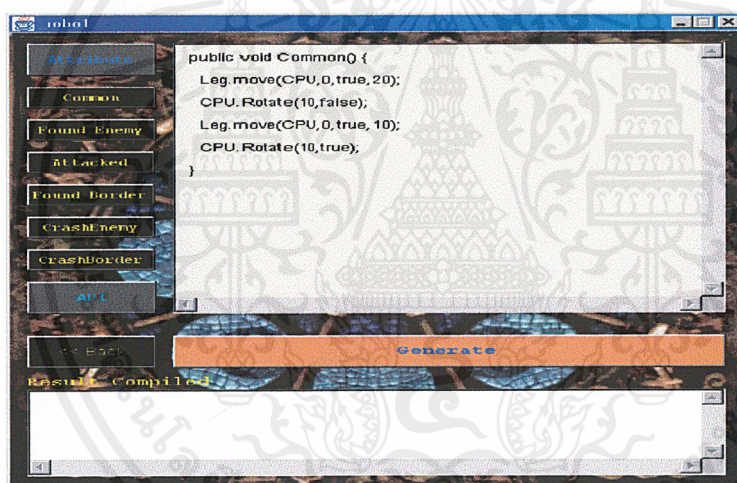 robo1
Attribute
Common
Found Enemy
Attacked
Found Border
CrashEnemy
CrashBorder
API
<< Back
public void Common() {
Leg.move(CPU,0,true,20);
CPU.Rotate(10,false);
Leg.move(CPU,0,true,10);
CPU.Rotate(10,true);
}
Generate
Result Compiled